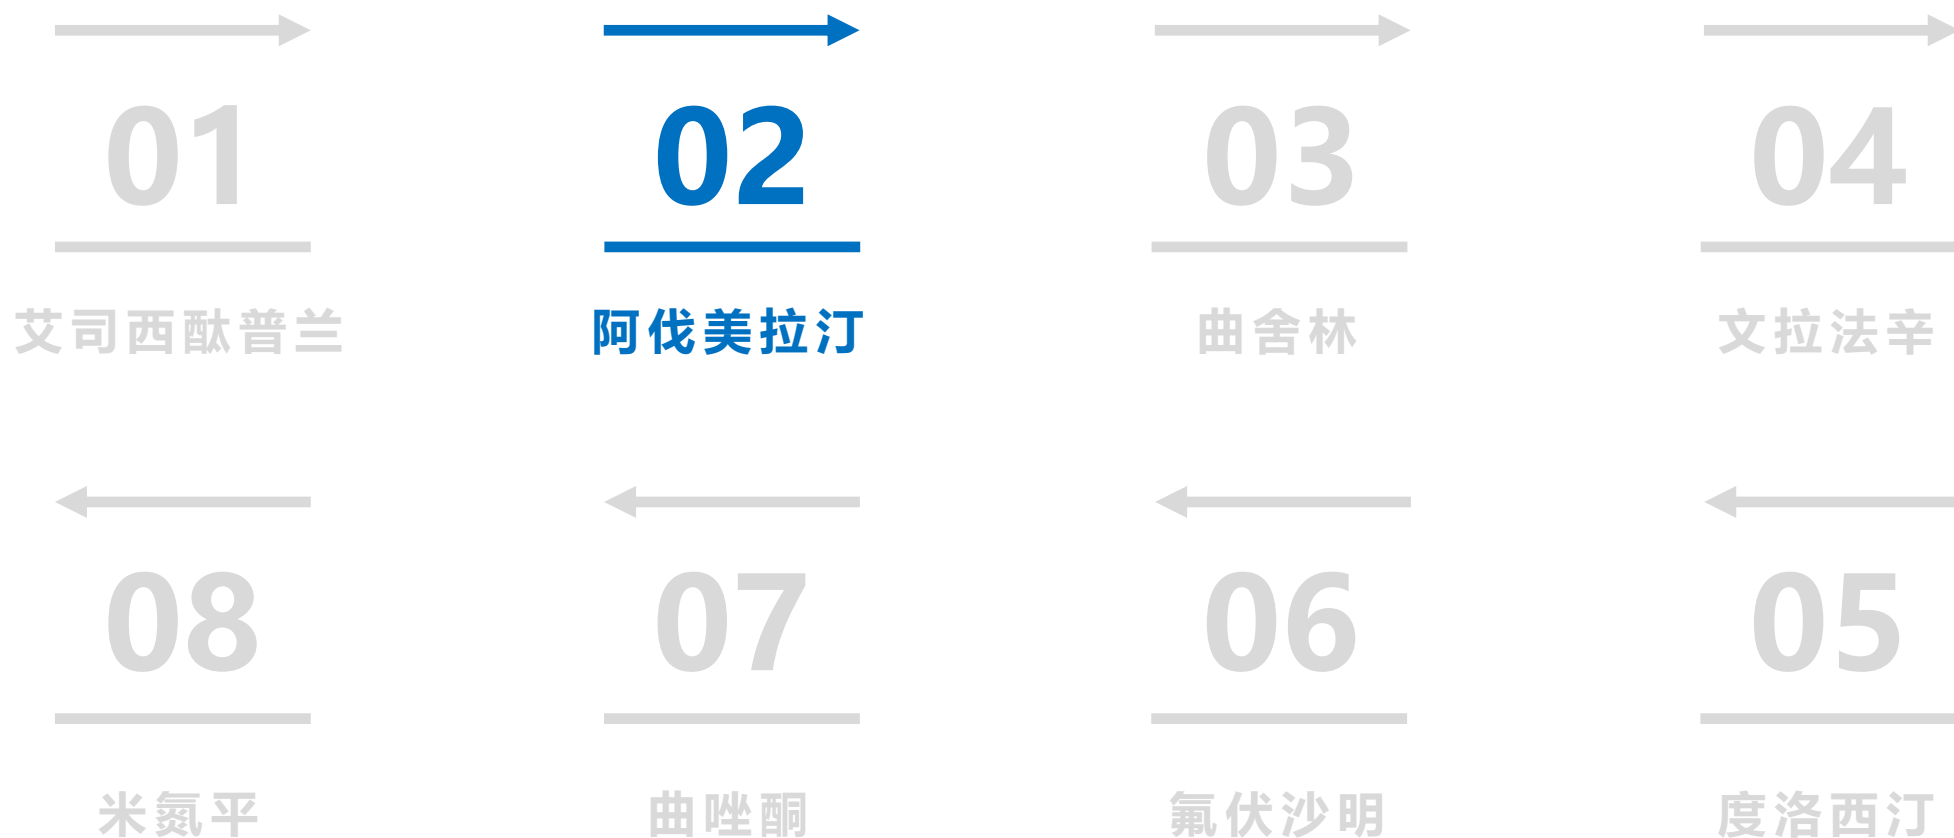 01
02
03
04
艾司西酞普兰
阿伐美拉汀
曲舍林
文拉法辛
08
07
06
05
米氮平
曲唑酮
氟伏沙明
度洛西汀